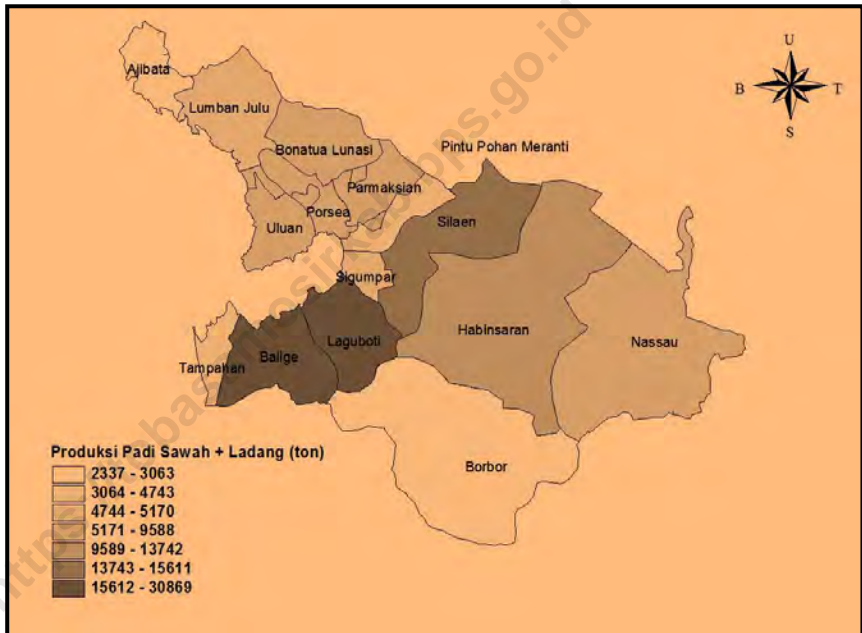 U
B T
S
Ajibata
Lumban Julu
Bonatua Lunasi
Pintu Pohan Meranti
Parmaksian
Porsea
Uluan
Silaen
Sigumpar
Habinsaran
Nassau
Laguboti
Balige
Tampahan
Borbor
Produksi Padi Sawah + Ladang (ton)
2337 - 3063
3064 - 4743
4744 - 5170
5171 - 9588
9589 - 13742
13743 - 15611
15612 - 30869